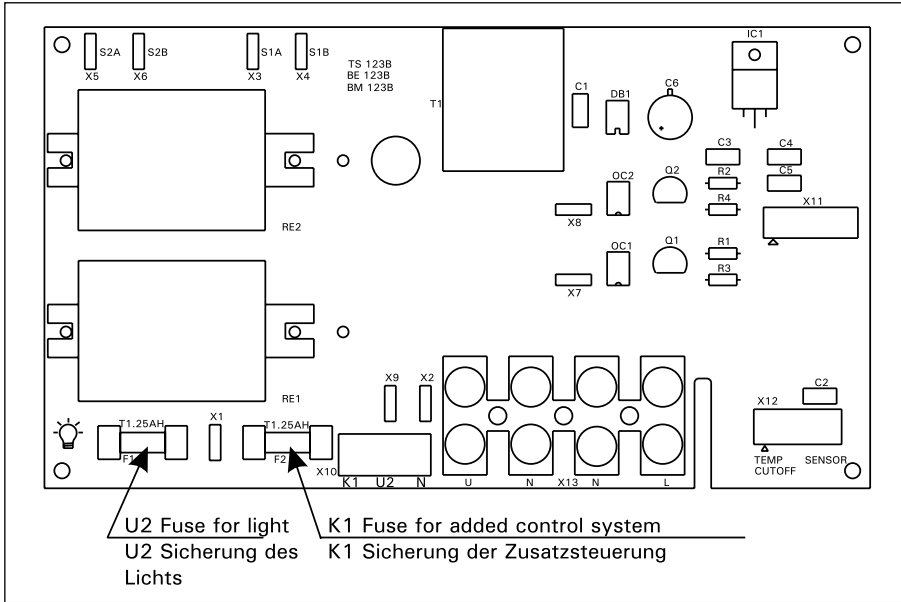 S2A S2B S1A S1B
X5 X6 X3 X4
TS 123B
BE 123B
BM 123B
T1
IC1
C1 DB1 C6
C3 C4
R2 C5
OC2 Q2
R4 X11
X8
RE2
OC1 Q1 R1
R3
X7
RE1
X9 X2
C2
X12
T1.25AH X1 T1.25AH
F1 F2 X10
K1 U2 N
U N X13 N L
TEMP SENSOR
CUTOFF
U2 Fuse for light
U2 Sicherung des
Lichts
K1 Fuse for added control system
K1 Sicherung der Zusatzsteuerung